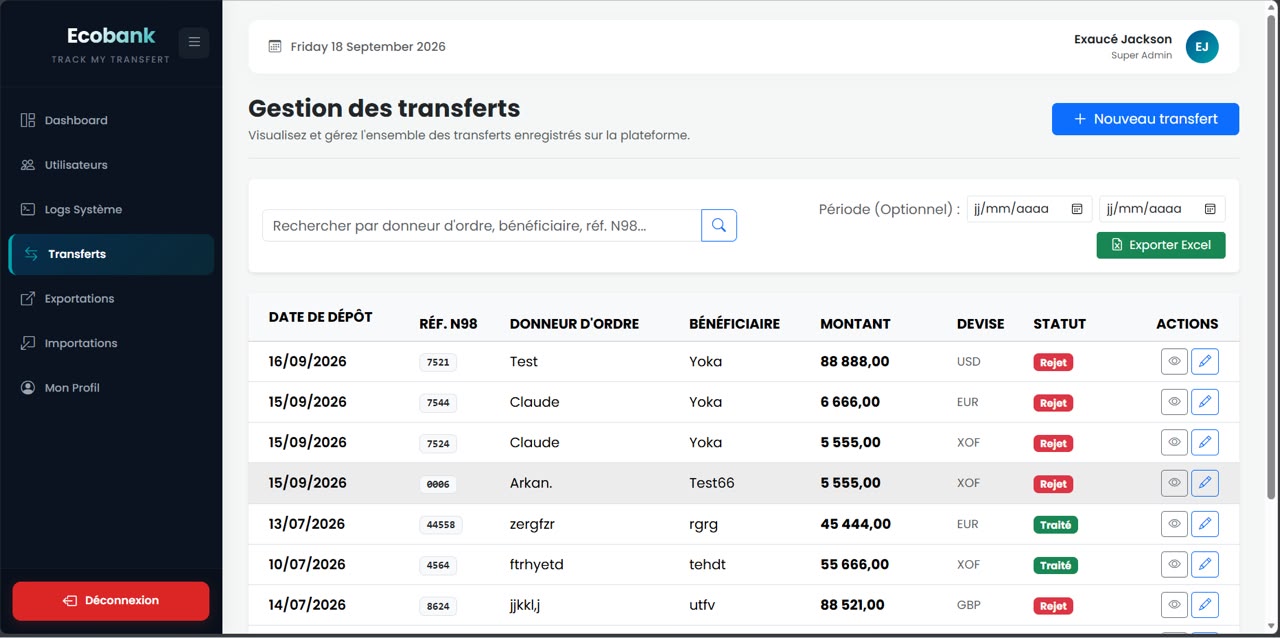 Ecobank
TRACK MY TRANSFERT
Dashboard
Utilisateurs
Logs Système
Transferts
Exportations
Importations
Mon Profil
Déconnexion
Friday 18 September 2026
Exaucé Jackson
Super Admin
EJ
Gestion des transferts
Visualisez et gérez l'ensemble des transferts enregistrés sur la plateforme.
+ Nouveau transfert
Rechercher par donneur d'ordre, bénéficiaire, réf. N98...
Période (Optionnel) : jj/mm/aaaa jj/mm/aaaa
Exporter Excel
DATE DE DÉPÔT RÉF. N98 DONNEUR D'ORDRE BÉNÉFICIAIRE MONTANT DEVISE STATUT ACTIONS
16/09/2026 7521 Test Yoka 88 888,00 USD Rejet
15/09/2026 7544 Claude Yoka 6 666,00 EUR Rejet
15/09/2026 7524 Claude Yoka 5 555,00 XOF Rejet
15/09/2026 0006 Arkan. Test66 5 555,00 XOF Rejet
13/07/2026 44558 zergfzr rgrg 45 444,00 EUR Traité
10/07/2026 4564 ftrhyetd tehdt 55 666,00 XOF Traité
14/07/2026 8624 jjkkl,j utfv 88 521,00 GBP Rejet